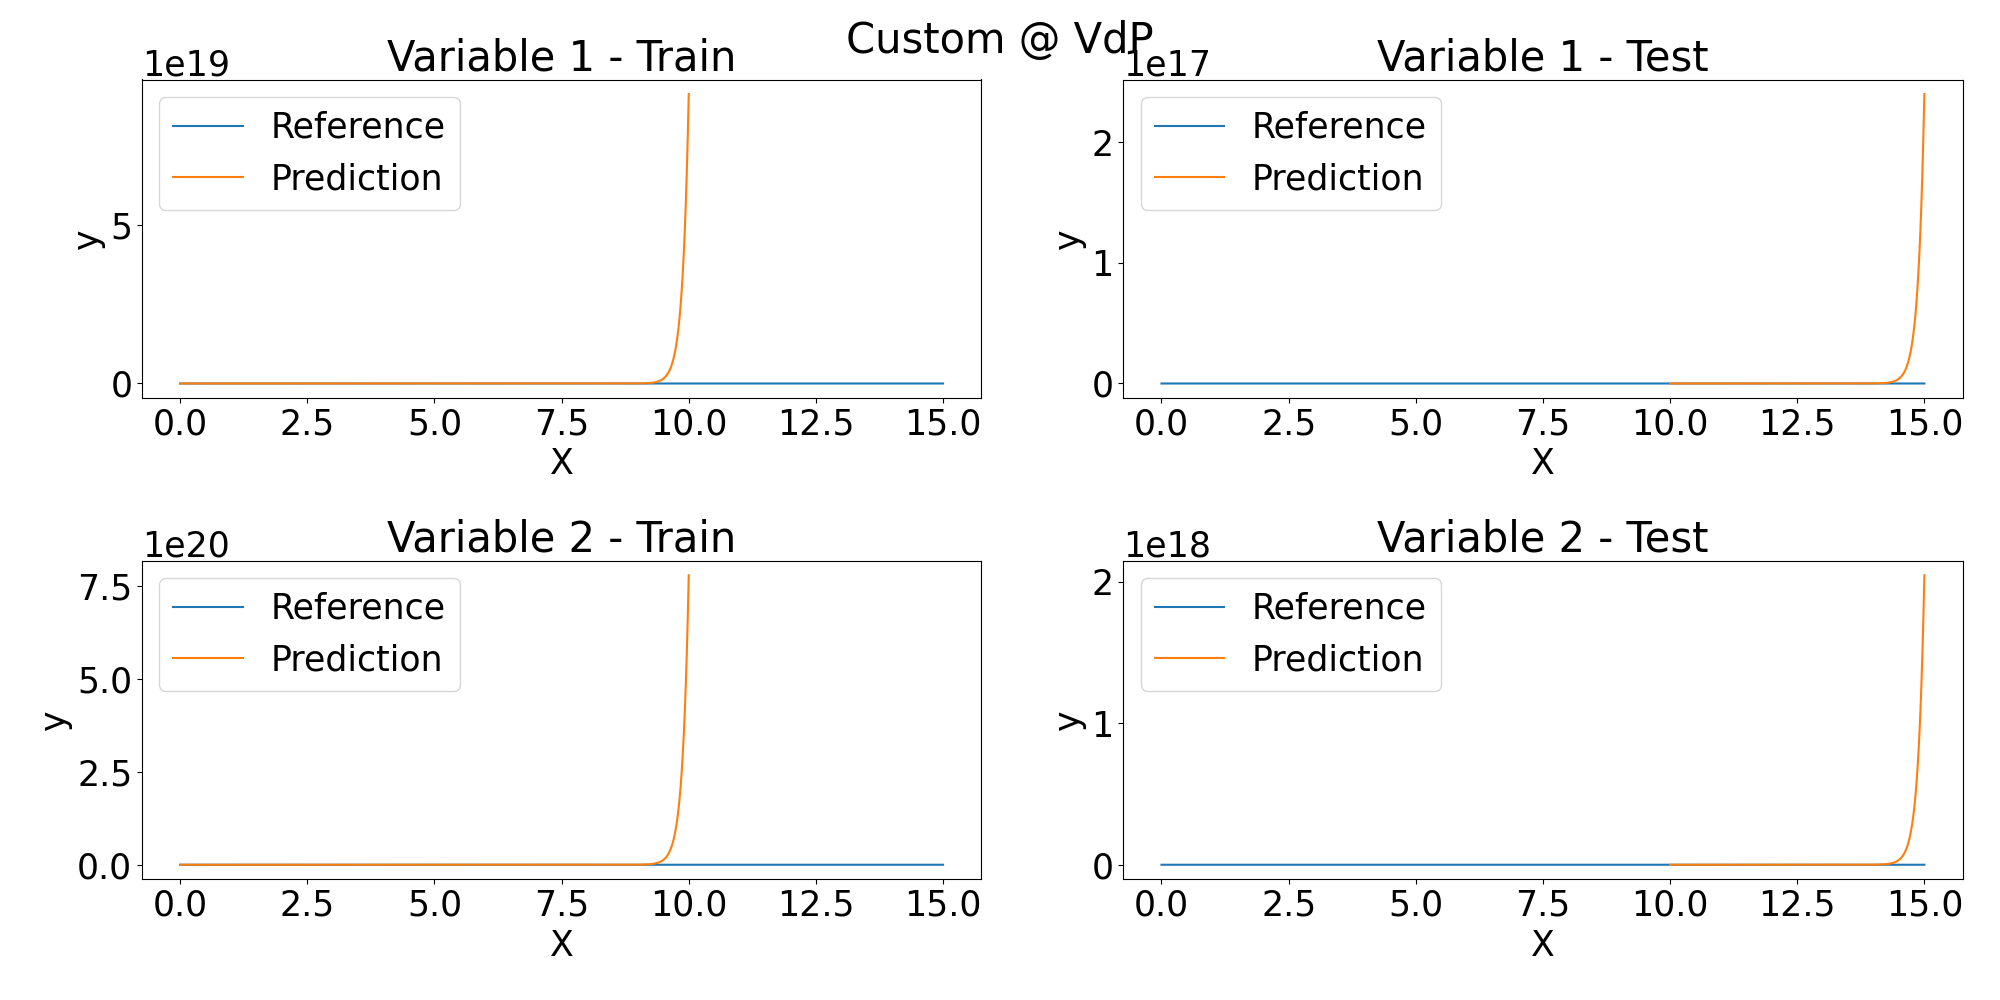 Custom @ VdP
Variable 1 - Train
1e19
Reference
Prediction
5
0
y
0.0 2.5 5.0 7.5 10.0 12.5 15.0
X
Variable 1 - Test
1e17
Reference
Prediction
2
1
0
y
0.0 2.5 5.0 7.5 10.0 12.5 15.0
X
Variable 2 - Train
1e20
Reference
Prediction
7.5
5.0
2.5
0.0
y
0.0 2.5 5.0 7.5 10.0 12.5 15.0
X
Variable 2 - Test
1e18
Reference
Prediction
2
1
0
y
0.0 2.5 5.0 7.5 10.0 12.5 15.0
X